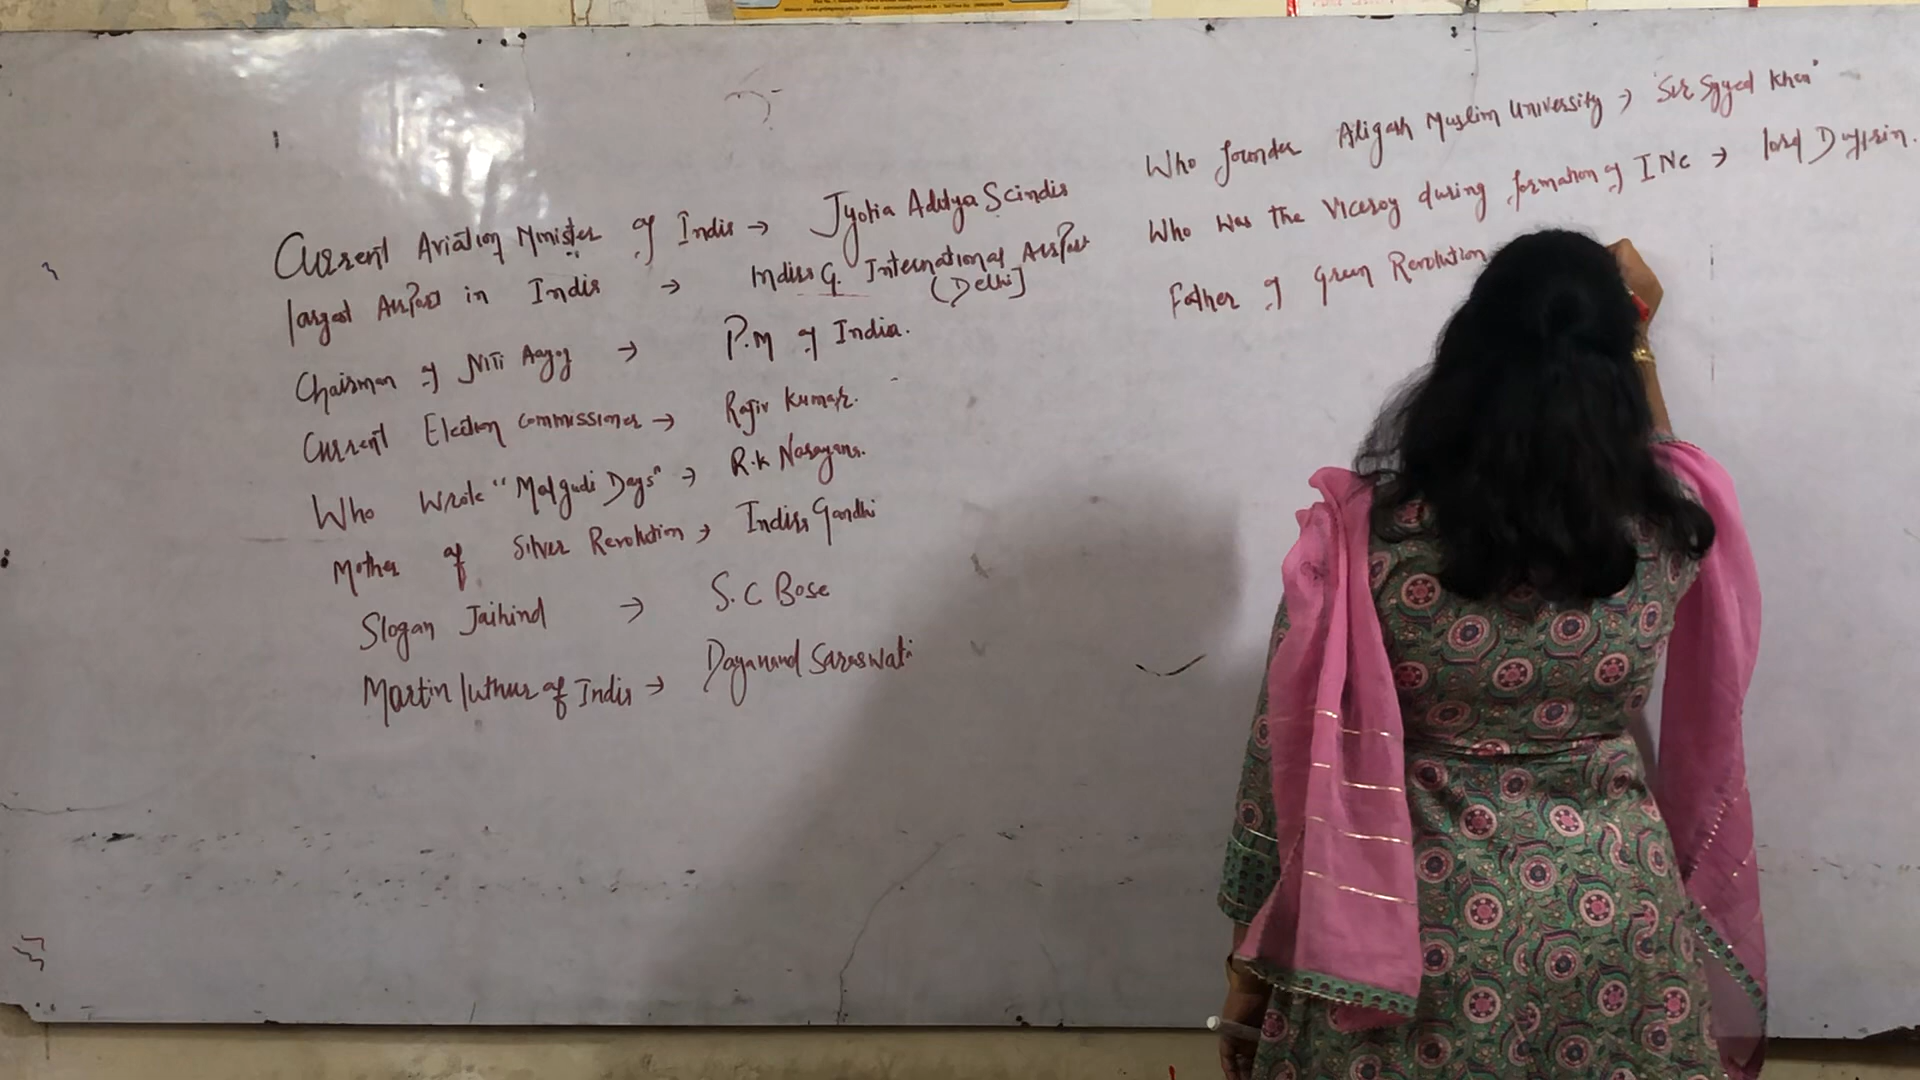 Current Aviation Minister of India → Jyotia Aditya Scindia
largest AirPort in India → Indira G. International AirPort
(Delhi)
Chairman of NITI Aayog → P.M of India.
Current Election Commissioner → Rajiv Kumar.
Who Wrote "Malgudi Days" → R.K Narayana.
Mother of Silver Revolution → Indira Gandhi
Slogan Jaihind → S.C Bose
Martin luthur of India → Dayanand Saraswati
Who founder Aligarh Muslim University → "Sir Syyed Khan"
Who was the Viceroy during formation of INC → lord Duffrin.
Father of Green Revolution